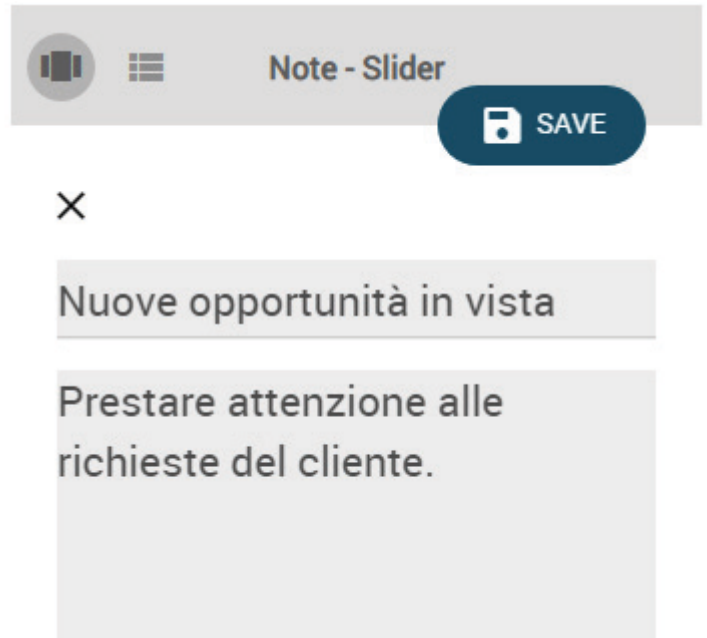 Note - Slider
SAVE
Nuove opportunità in vista
Prestare attenzione alle
richieste del cliente.